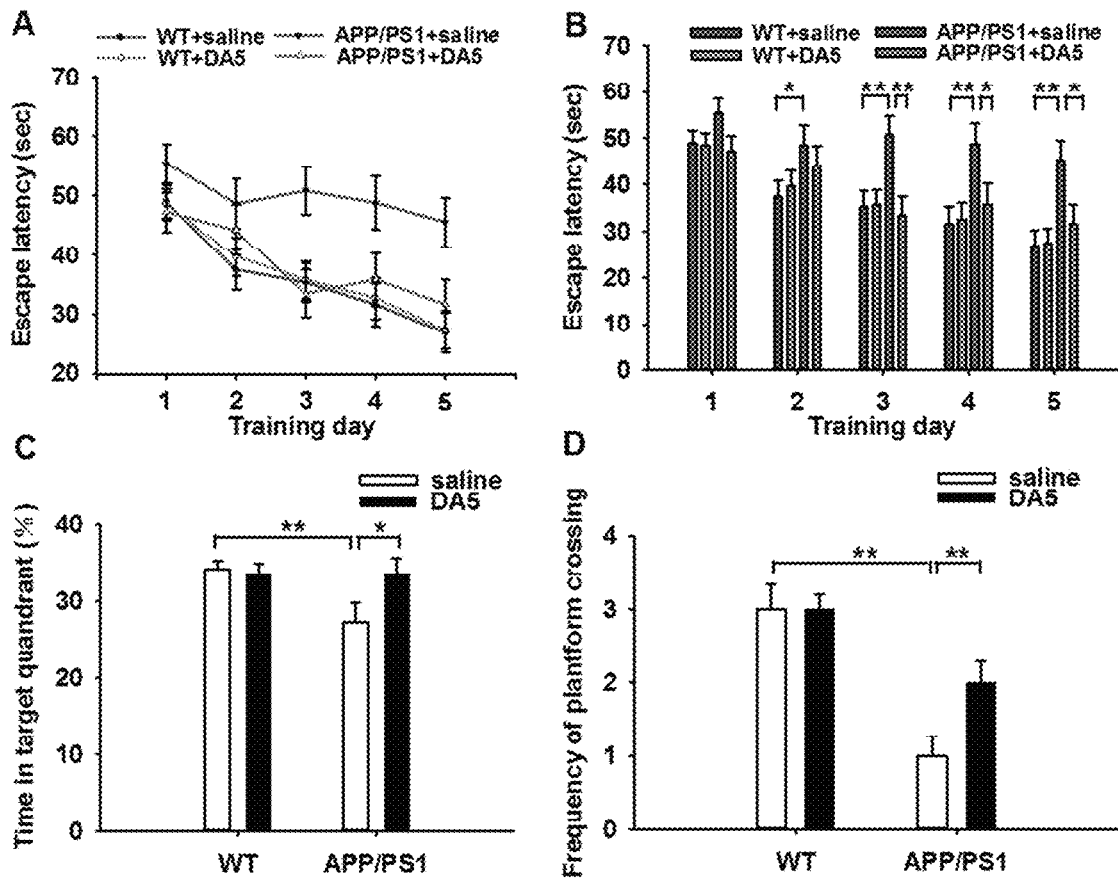 A
WT+saline
APP/PS1+saline
WT+DA5
APP/PS1+DA5
Escape latency (sec)
70
60
50
40
30
20
1 2 3 4 5
Training day
B
WT+saline
APP/PS1+saline
WT+DA5
APP/PS1+DA5
Escape latency (sec)
70
60
50
40
30
20
10
0
* ** ** ** * ** *
1 2 3 4 5
Training day
C
saline
DA5
Time in target quandrant (%)
40
30
20
10
0
** *
WT APP/PS1
D
saline
DA5
Frequency of plantform crossing
4
3
2
1
0
** **
WT APP/PS1